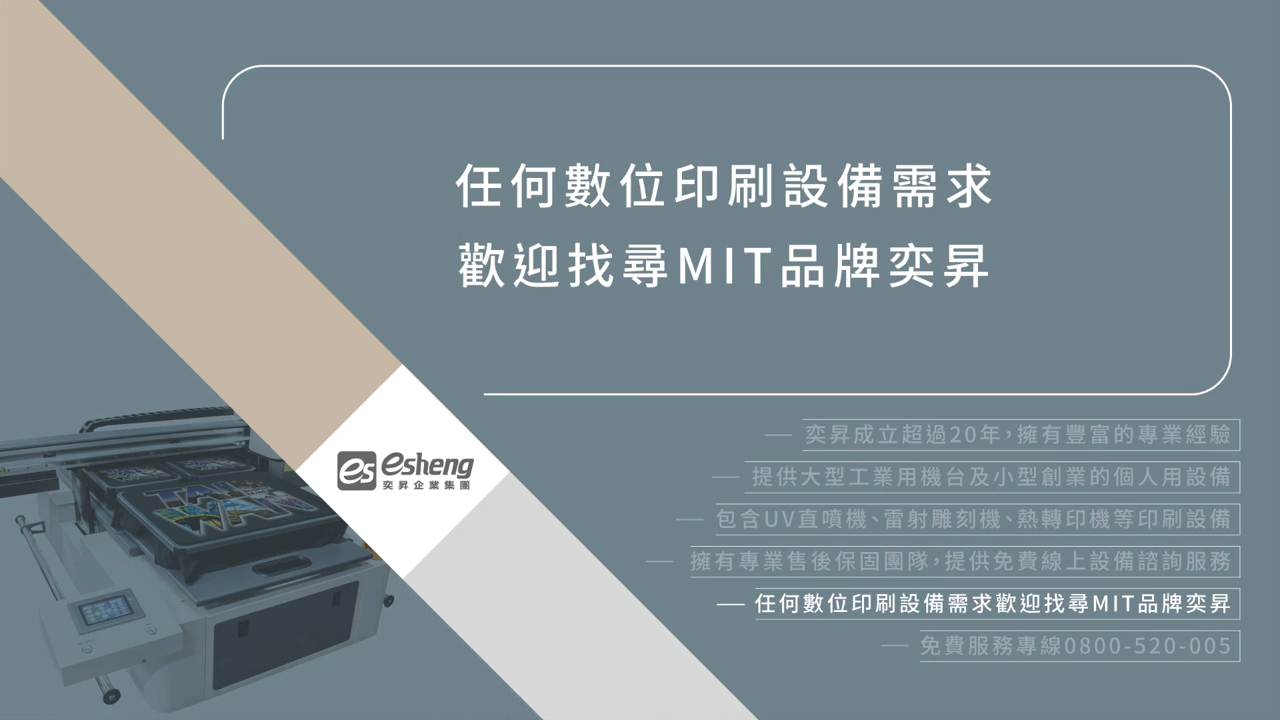 任何數位印刷設備需求
歡迎找尋MIT品牌奕昇
奕昇成立超過20年，擁有豐富的專業經驗
提供大型工業用機台及小型創業的個人用設備
包含UV直噴機、雷射雕刻機、熱轉印機等印刷設備
擁有專業售後保固團隊，提供免費線上設備諮詢服務
任何數位印刷設備需求歡迎找尋MIT品牌奕昇
免費服務專線0800-520-005
es esheng
奕昇企業集團
TAI
WAN